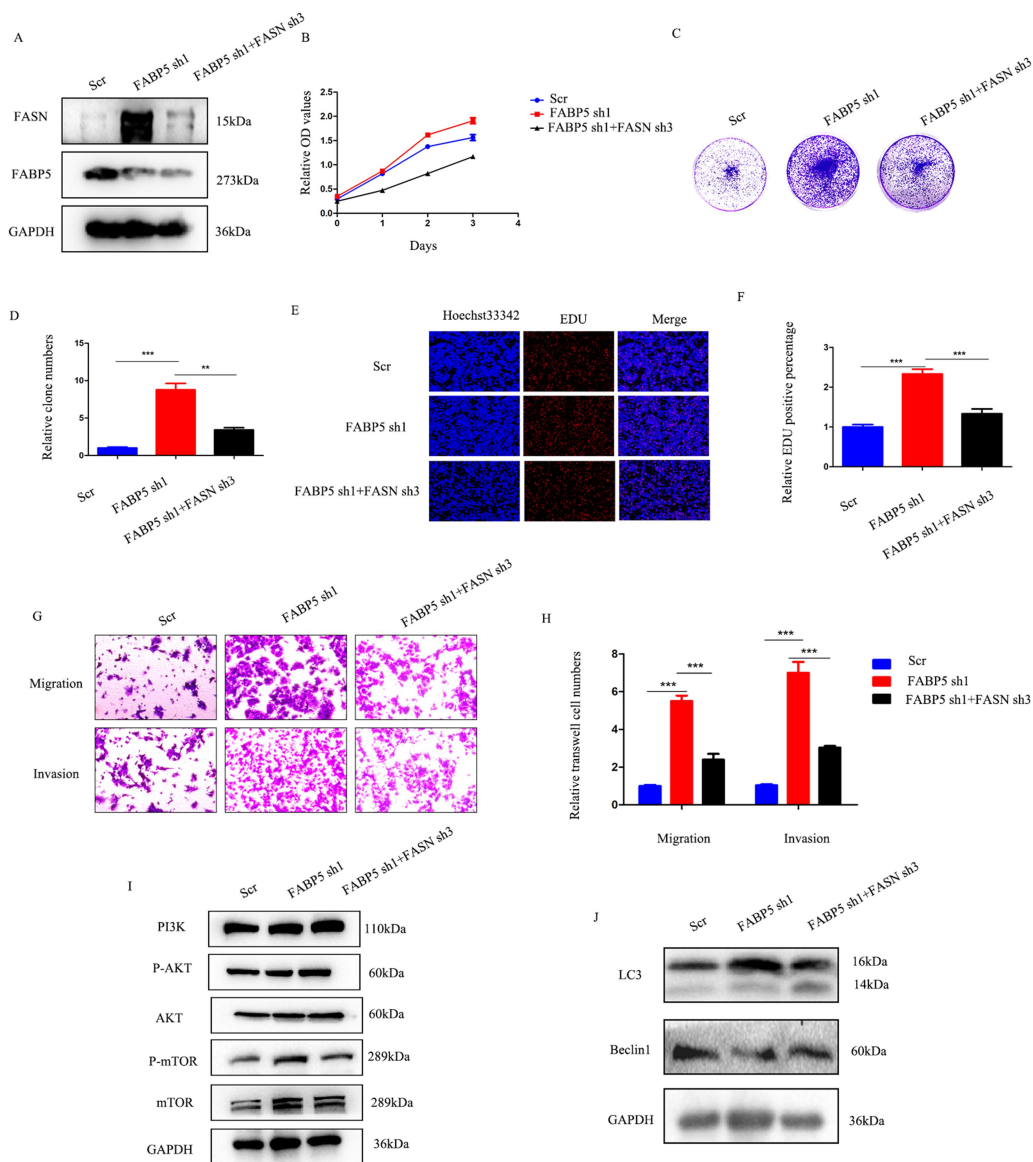 A
Scr
FABP5 sh1
FABP5 sh1+FASN sh3
FASN
15kDa
FABP5
273kDa
GAPDH
36kDa
B
Relative OD values
2.5
2.0
1.5
1.0
0.5
0.0
0
1
2
3
4
Days
Scr
FABP5 sh1
FABP5 sh1+FASN sh3
C
Scr
FABP5 sh1
FABP5 sh1+FASN sh3
D
Relative clone numbers
15
10
5
0
***
**
Scr
FABP5 sh1
FABP5 sh1+FASN sh3
E
Hoechst33342
EDU
Merge
Scr
FABP5 sh1
FABP5 sh1+FASN sh3
F
Relative EDU positive percentage
3
2
1
0
***
***
Scr
FABP5 sh1
FABP5 sh1+FASN sh3
G
Scr
FABP5 sh1
FABP5 sh1+FASN sh3
Migration
Invasion
H
Relative transwell cell numbers
8
6
4
2
0
***
***
***
***
Migration
Invasion
Scr
FABP5 sh1
FABP5 sh1+FASN sh3
I
Scr
FABP5 sh1
FABP5 sh1+FASN sh3
PI3K
110kDa
P-AKT
60kDa
AKT
60kDa
P-mTOR
289kDa
mTOR
289kDa
GAPDH
36kDa
J
Scr
FABP5 sh1
FABP5 sh1+FASN sh3
LC3
16kDa
14kDa
Beclin1
60kDa
GAPDH
36kDa